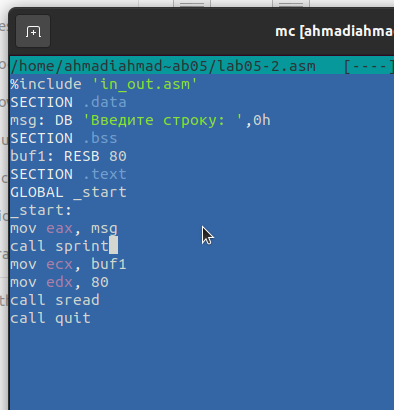 mc [ahmadiahmad
/home/ahmadiahmad~ab05/lab05-2.asm [----]
%include 'in_out.asm'
SECTION .data
msg: DB 'Введите строку: ',0h
SECTION .bss
buf1: RESB 80
SECTION .text
GLOBAL _start
_start:
mov eax, msg
call sprint
mov ecx, buf1
mov edx, 80
call sread
call quit